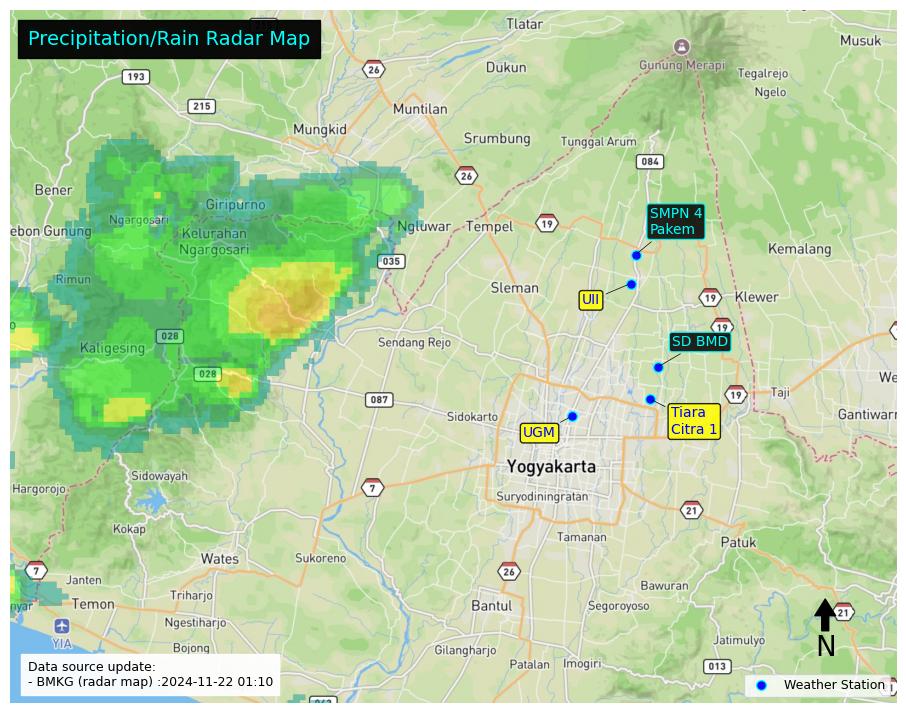 Precipitation/Rain Radar Map
Tlatar
Musuk
26
193
Dukun
Gunung Merapi
Tegalrejo
Ngelo
215
Muntilan
Mungkid
Srumbung
Tunggal Arum
084
26
Bener
Ngargosari
Giripurno
SMPN 4
Pakem
ebon Gunung
Kelurahan
Ngargosari
Ngluwar
Tempel
19
Kemalang
035
Rimun
Sleman
UII
19
Klewer
o
028
Kaligesing
Sendang Rejo
19
SD BMD
028
087
We
19
Taji
Sidokarto
Tiara
Citra 1
Gantiwarn
UGM
Yogyakarta
Sidowayah
Hargorojo
7
Suryodiningratan
21
Kokap
Tamanan
Patuk
Wates
Sukoreno
7
Janten
26
Bawuran
nyar
Temon
Triharjo
Bantul
Segoroyoso
21
YIA
Ngestiharjo
N
Bojong
Gilangharjo
Jatimulyo
Patalan
Imogiri
013
Data source update:
- BMKG (radar map) :2024-11-22 01:10
Weather Station